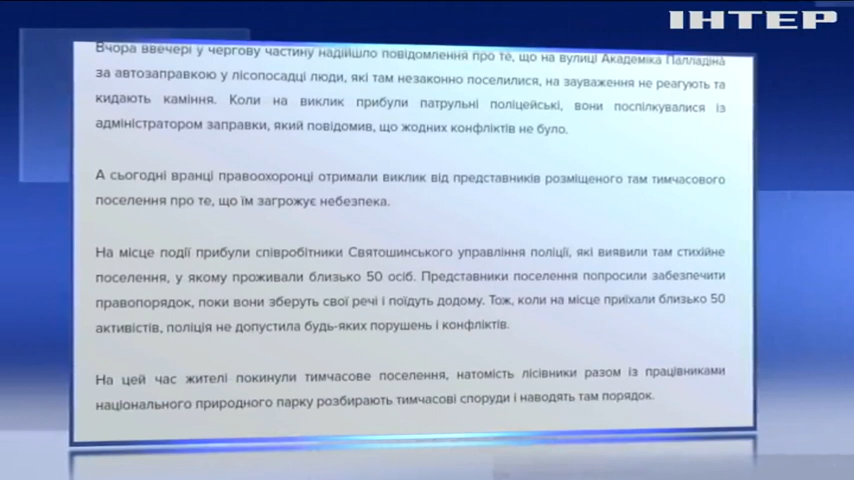 ІНТЕР
Вчора ввечері у чергову частину надійшло повідомлення про те, що на вулиці Академіка Палладіна
за автозаправкою у лісопосадці люди, які там незаконно поселилися, на зауваження не реагують та
кидають каміння. Коли на виклик прибули патрульні поліцейські, вони поспілкувалися із
адміністратором заправки, який повідомив, що жодних конфліктів не було.
А сьогодні вранці правоохоронці отримали виклик від представників розміщеного там тимчасового
поселення про те, що їм загрожує небезпека.
На місце події прибули співробітники Святошинського управління поліції, які виявили там стихійне
поселення, у якому проживали близько 50 осіб. Представники поселення попросили забезпечити
правопорядок, поки вони зберуть свої речі і поїдуть додому. Тож, коли на місце приїхали близько 50
активістів, поліція не допустила будь-яких порушень і конфліктів.
На цей час жителі покинули тимчасове поселення, натомість лісівники разом із працівниками
національного природного парку розбирають тимчасові споруди і наводять там порядок.